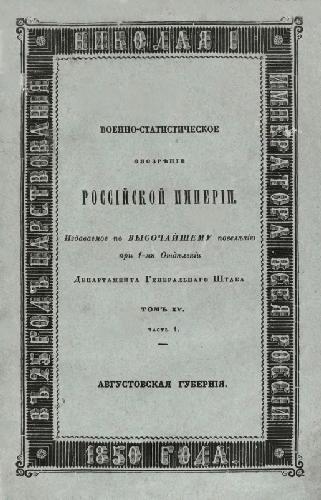 ВЪ 25 ГОДЪ ЦАРСТВОВАНІЯ
НИКОЛАЯ I
ИМПЕРАТОРА ВСЕЯ РОССІИ
ВОЕННО-СТАТИСТИЧЕСКОЕ
ОБОЗРѢНІЕ
РОССІЙСКОЙ ИМПЕРІИ.
Издаваемое по ВЫСОЧАЙШЕМУ повелѣнію
при 1-мъ Отдѣленіи
Департамента Генеральнаго Штаба
ТОМЪ XV.
ЧАСТЬ 1.
АВГУСТОВСКАЯ ГУБЕРНІЯ.
1850 ГОДА.